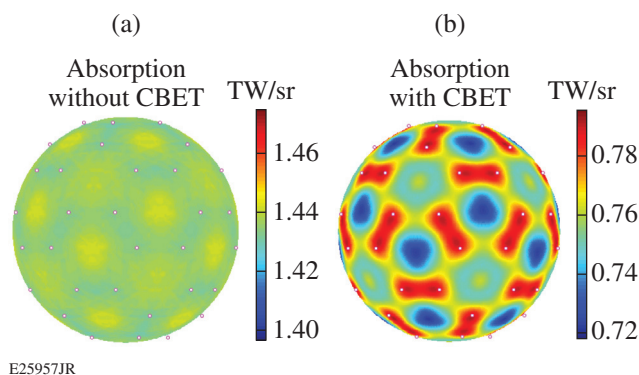 (a)
Absorption
without CBET
TW/sr
1.46
1.44
1.42
1.40
(b)
Absorption
with CBET
TW/sr
0.78
0.76
0.74
0.72
E25957JR